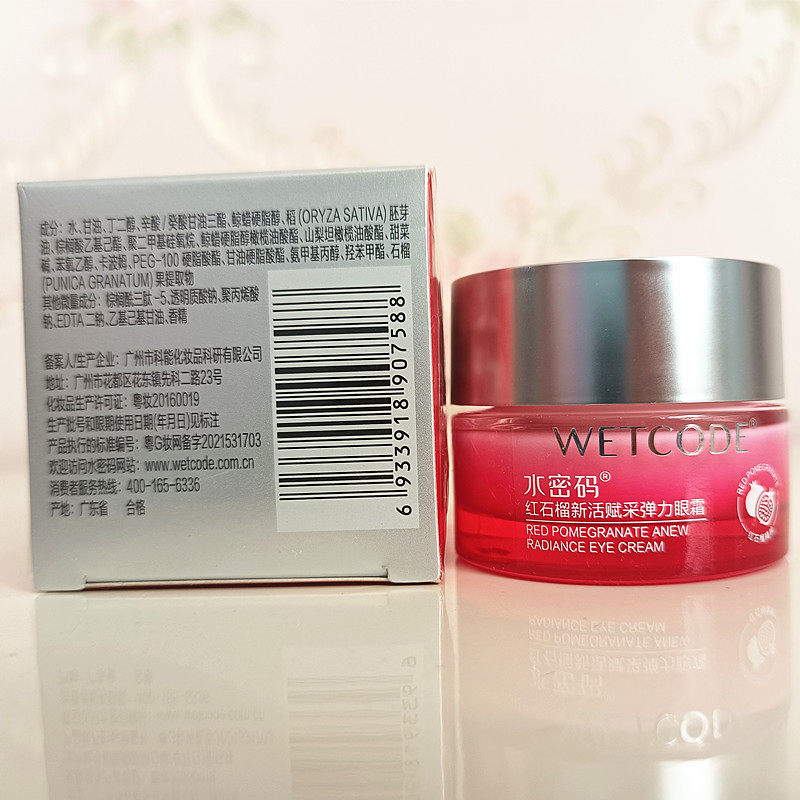 成分：水、甘油、丁二醇、辛酸/癸酸甘油三酯、鲸蜡硬脂醇、稻(ORYZA SATIVA)胚芽
油、棕榈酸乙基己酯、聚二甲基硅氧烷、鲸蜡硬脂醇橄榄油酸酯、山梨坦橄榄油酸酯、甜菜
碱、苯氧乙醇、卡波姆、PEG-100 硬脂酸酯、甘油硬脂酸酯、氨甲基丙醇、羟苯甲酯、石榴
(PUNICA GRANATUM)果提取物
其他微量成分：棕榈酰三肽-5、透明质酸钠、聚丙烯酸
钠、EDTA 二钠、乙基己基甘油、香精
备案人/生产企业：广州市科能化妆品科研有限公司
地址：广州市花都区花东镇先科二路23号
化妆品生产许可证：粤妆20160019
生产批号和限期使用日期(年月日)见标注
产品执行的标准编号：粤G妆网备字2021531703
欢迎访问水密码网站：www.wetcode.com.cn
消费者服务热线：400-165-6336
产地：广东省 合格
6 933918 907588
WETCODE®
水密码®
红石榴新活赋采弹力眼霜
RED POMEGRANATE ANEW
RADIANCE EYE CREAM
RED POMEGRANATE